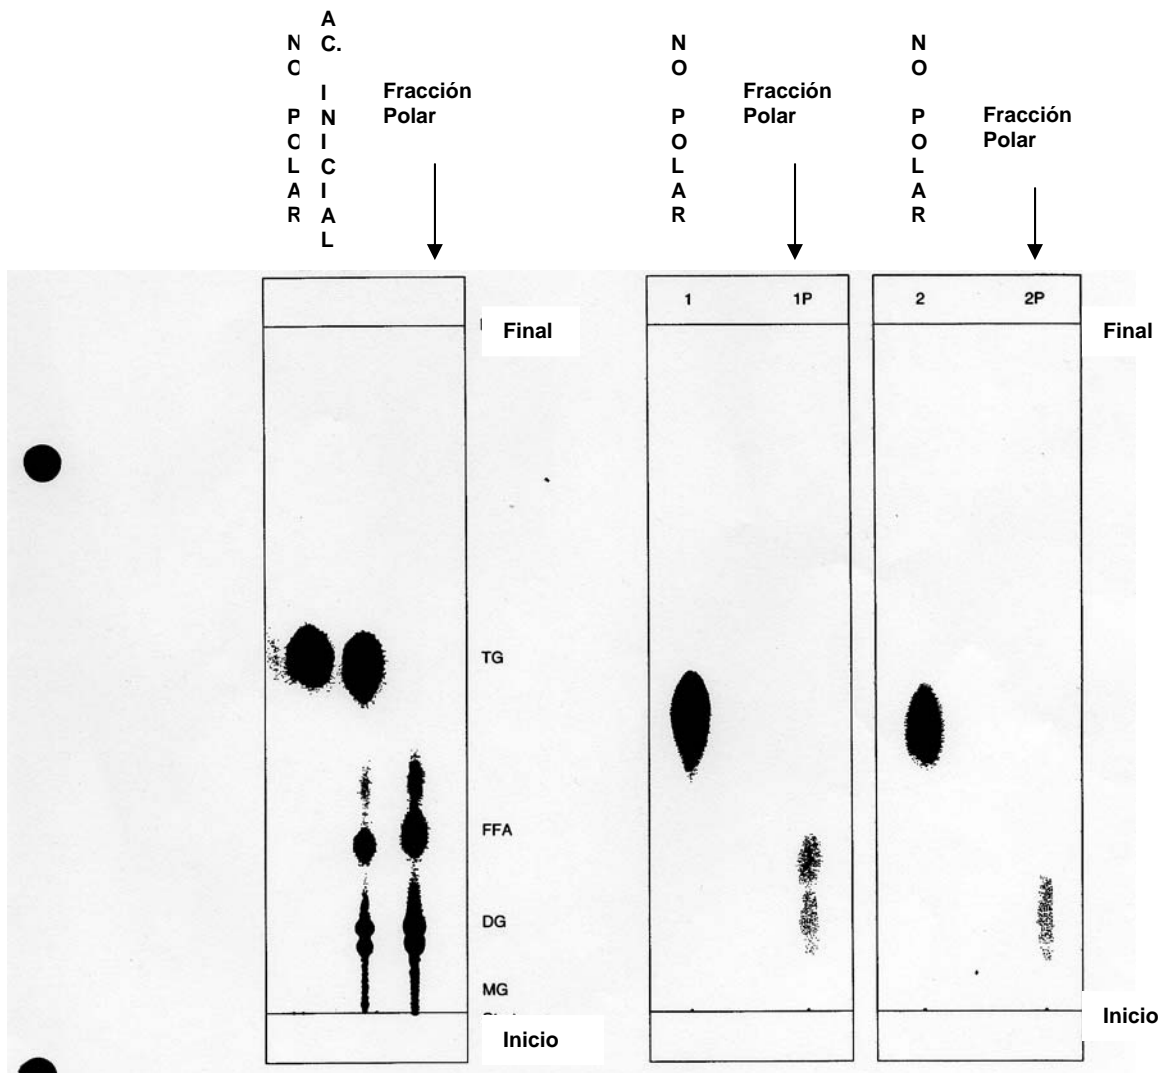 NO POLAR
AC. INICIAL
Fracción
Polar
NO POLAR
Fracción
Polar
NO POLAR
Fracción
Polar
1
1P
2
2P
Final
Final
TG
FFA
DG
MG
Inicio
Inicio